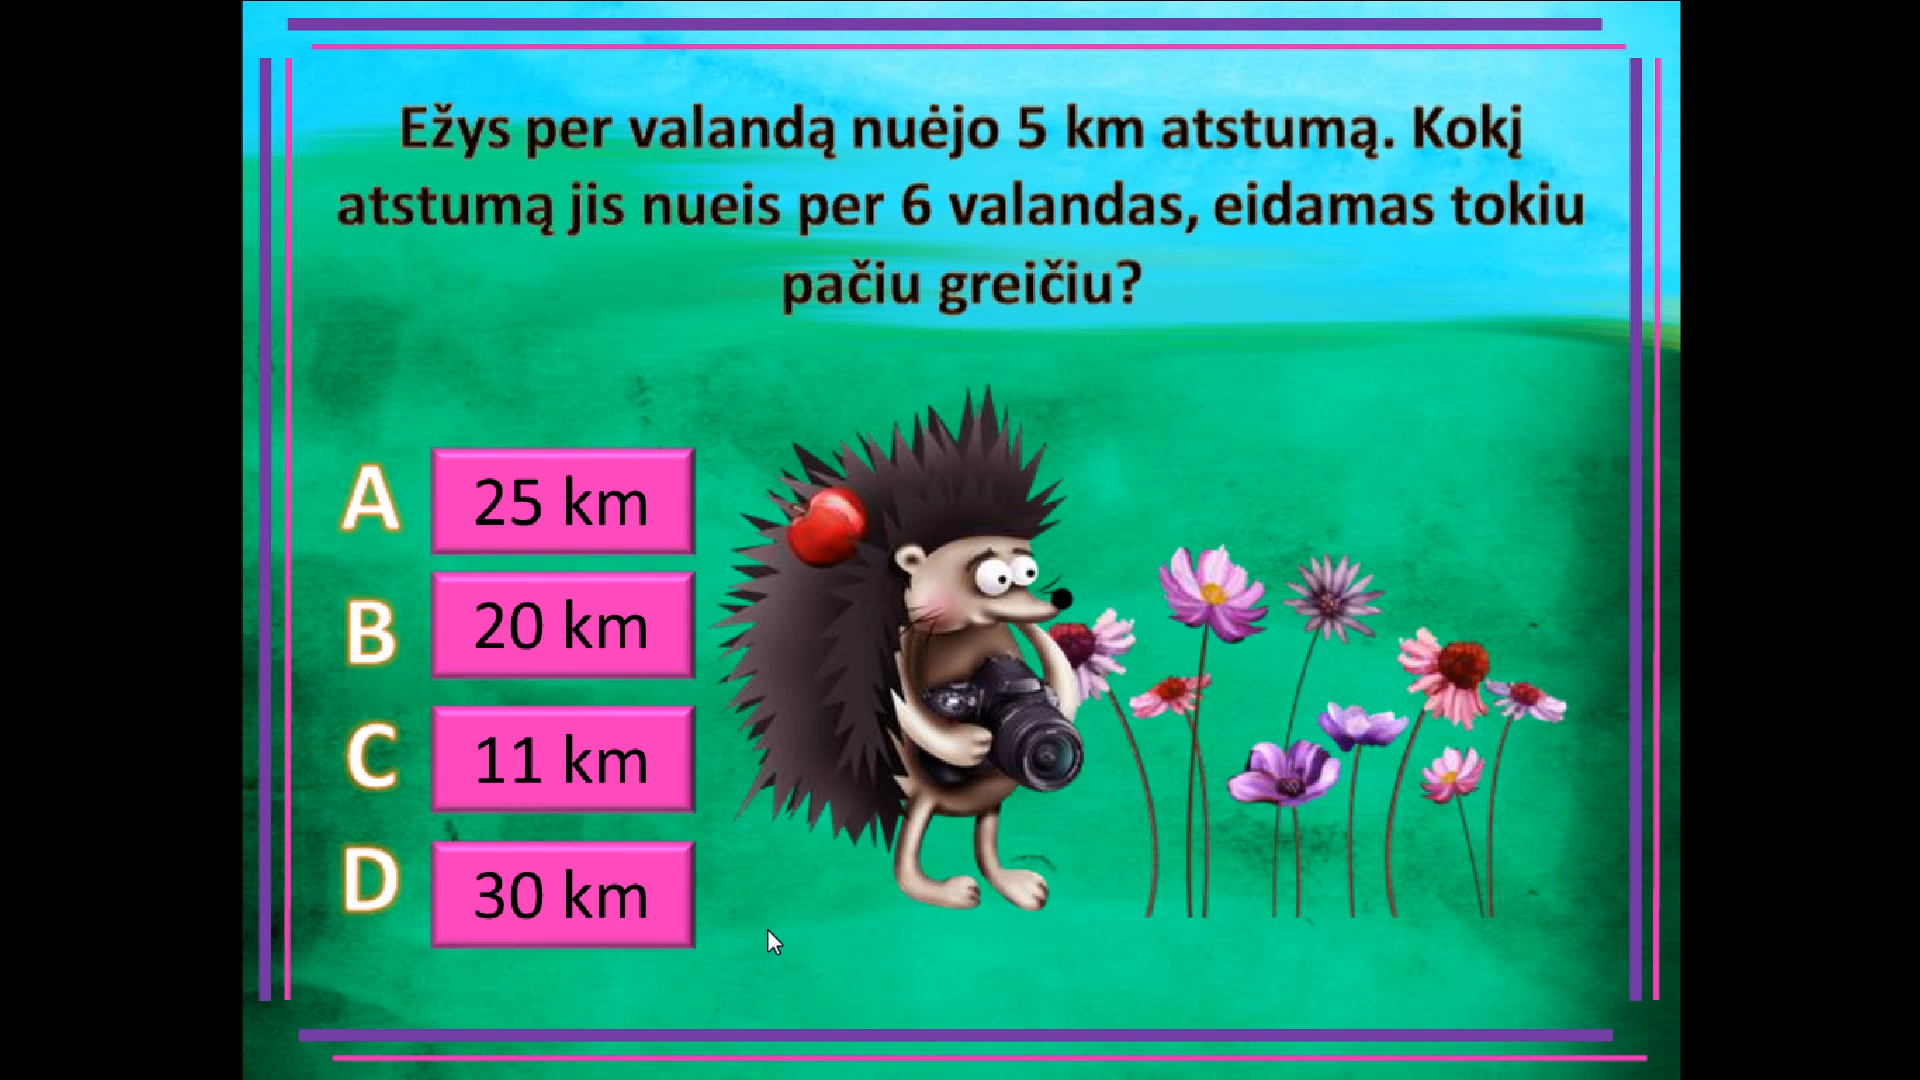 Ežys per valandą nuėjo 5 km atstumą. Kokį
atstumą jis nueis per 6 valandas, eidamas tokiu
pačiu greičiu?
A 25 km
B 20 km
C 11 km
D 30 km